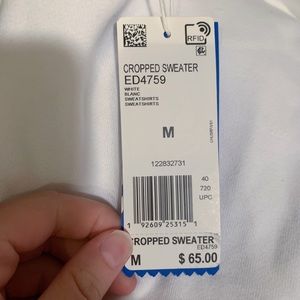 RFID
CROPPED SWEATER
ED4759
WHITE
BLANC
SWEATSHIRTS
SWEATSHIRTS
M
122832731
40
720
UPC
1 92609 25315 1
CROPPED SWEATER
ED4759
M $ 65.00